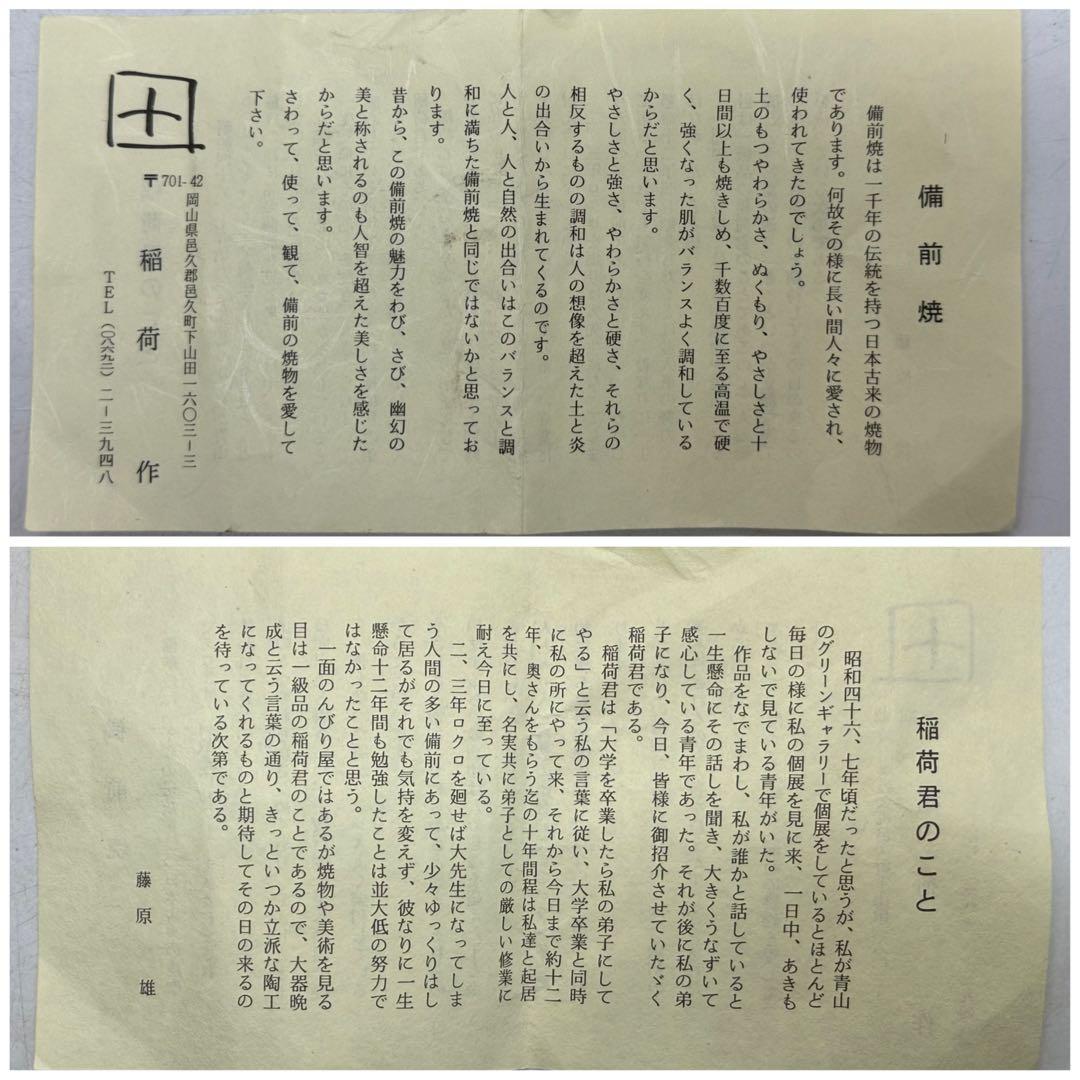 備前焼
備前焼は一千年の伝統を持つ日本古来の焼物
であります。何故その様に長い間人々に愛され、
使われてきたのでしょう。
土のもつやわらかさ、ぬくもり、やさしさと十
日間以上も焼きしめ、千数百度に至る高温で硬
く、強くなった肌がバランスよく調和している
からだと思います。
やさしさと強さ、やわらかさと硬さ、それらの
相反するものの調和は人の想像を超えた土と炎
の出合いから生まれてくるのです。
人と人、人と自然の出合いはこのバランスと調
和に満ちた備前焼と同じではないかと思ってお
ります。
昔から、この備前焼の魅力をわび、さび、幽幻の
美と称されるのも人智を超えた美しさを感じた
からだと思います。
さわって、使って、観て、備前の焼物を愛して
下さい。
〒701-42
岡山県邑久郡邑久町下山田一六〇三ー三
稲荷作
TEL(〇八六九二)二ー三九四八
稲荷君のこと
昭和四十六、七年頃だったと思うが、私が青山
のグリーンギャラリーで個展をしているとほとんど
毎日の様に私の個展を見に来、一日中、あきも
しないで見ている青年がいた。
作品をなでまわし、私が誰かと話していると
一生懸命にその話しを聞き、大きくうなずいて
感心している青年であった。それが後に私の弟
子になり、今日、皆様に御招介させていたゞく
稲荷君である。
稲荷君は「大学を卒業したら私の弟子にして
やる」と云う私の言葉に従い、大学卒業と同時
に私の所にやって来、それから今日まで約十二
年、奥さんをもらう迄の十年間程は私達と起居
を共にし、名実共に弟子としての厳しい修業に
耐え今日に至っている。
二、三年ロクロを廻せば大先生になってしま
う人間の多い備前にあって、少々ゆっくりはし
て居るがそれでも気持を変えず、彼なりに一生
懸命十二年間も勉強したことは並大低の努力で
はなかったことと思う。
一面のんびり屋ではあるが焼物や美術を見る
目は一級品の稲荷君のことであるので、大器晩
成と云う言葉の通り、きっといつか立派な陶工
になってくれるものと期待してその日の来るの
を待っている次第である。
藤原雄